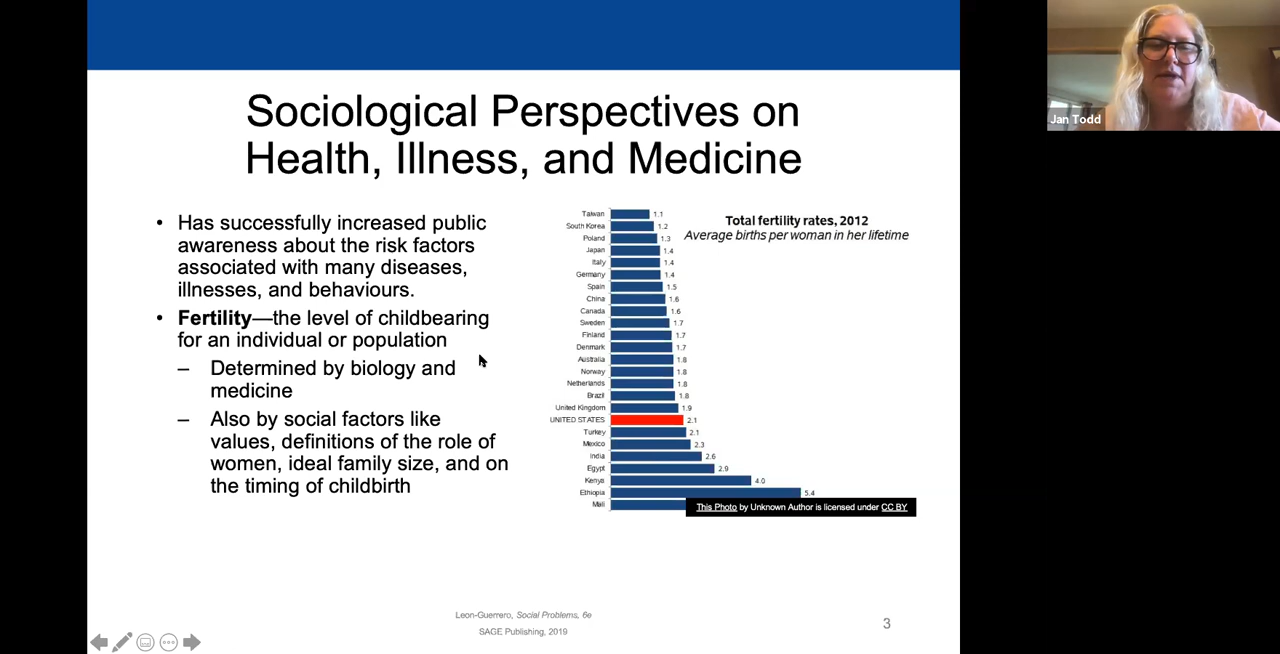 Sociological Perspectives on
Health, Illness, and Medicine
• Has successfully increased public
awareness about the risk factors
associated with many diseases,
illnesses, and behaviours.
• Fertility—the level of childbearing
for an individual or population
– Determined by biology and
medicine
– Also by social factors like
values, definitions of the role of
women, ideal family size, and on
the timing of childbirth
Total fertility rates, 2012
Average births per woman in her lifetime
Taiwan 1.1
South Korea 1.2
Poland 1.3
Japan 1.4
Italy 1.4
Germany 1.4
Spain 1.5
China 1.6
Canada 1.6
Sweden 1.7
Finland 1.7
Denmark 1.7
Australia 1.8
Norway 1.8
Netherlands 1.8
Brazil 1.8
United Kingdom 1.9
UNITED STATES 2.1
Turkey 2.1
Mexico 2.3
India 2.6
Egypt 2.9
Kenya 4.0
Ethiopia 5.4
Mali
This Photo by Unknown Author is licensed under CC BY
Leon-Guerrero, Social Problems, 6e
SAGE Publishing, 2019
3
Jan Todd